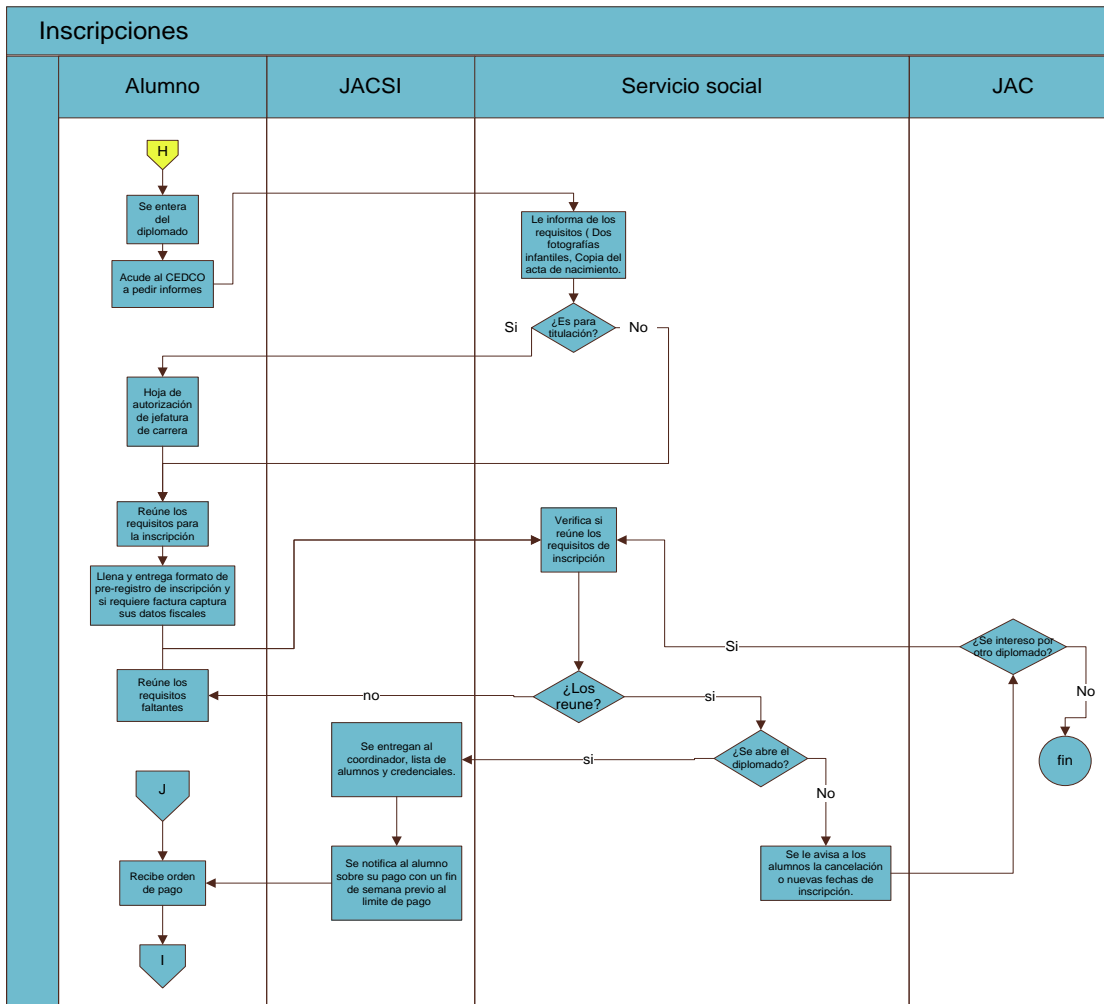 Inscripciones
Alumno
JACSI
Servicio social
JAC
H
Se entera
del
diplomado
Acude al CEDCO
a pedir informes
Le informa de los
requisitos ( Dos
fotografías
infantiles, Copia del
acta de nacimiento.
¿Es para
titulación?
Si
No
Hoja de
autorización
de jefatura
de carrera
Reúne los
requisitos para
la inscripción
Llena y entrega formato de
pre-registro de inscripción y
si requiere factura captura
sus datos fiscales
Verifica si
reúne los
requisitos de
inscripción
¿Se intereso por
otro diplomado?
Si
No
fin
Reúne los
requisitos
faltantes
no
¿Los
reune?
si
¿Se abre el
diplomado?
si
No
Se entregan al
coordinador, lista de
alumnos y credenciales.
Se le avisa a los
alumnos la cancelación
o nuevas fechas de
inscripción.
Se notifica al alumno
sobre su pago con un fin
de semana previo al
limite de pago
J
Recibe orden
de pago
I